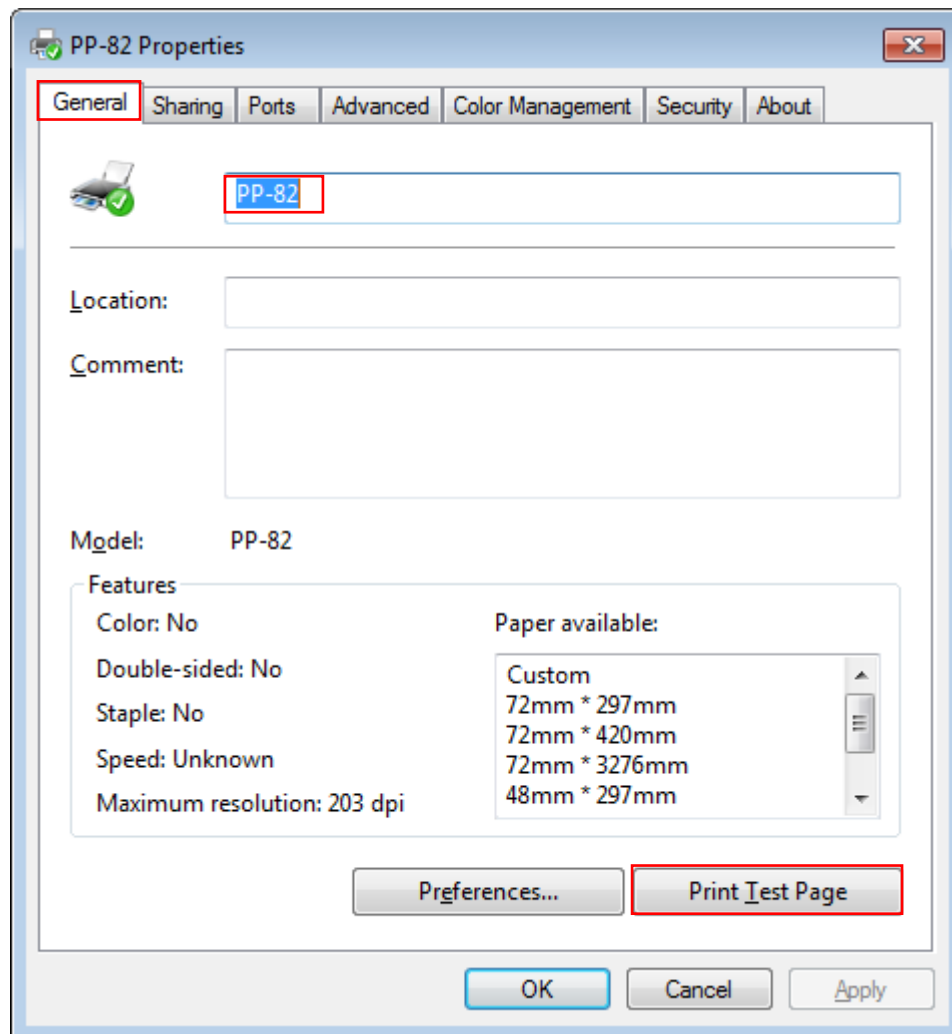 PP-82 Properties
General Sharing Ports Advanced Color Management Security About
PP-82
Location:
Comment:
Model: PP-82
Features
Color: No
Double-sided: No
Staple: No
Speed: Unknown
Maximum resolution: 203 dpi
Paper available:
Custom
72mm * 297mm
72mm * 420mm
72mm * 3276mm
48mm * 297mm
Preferences... Print Test Page
OK Cancel Apply